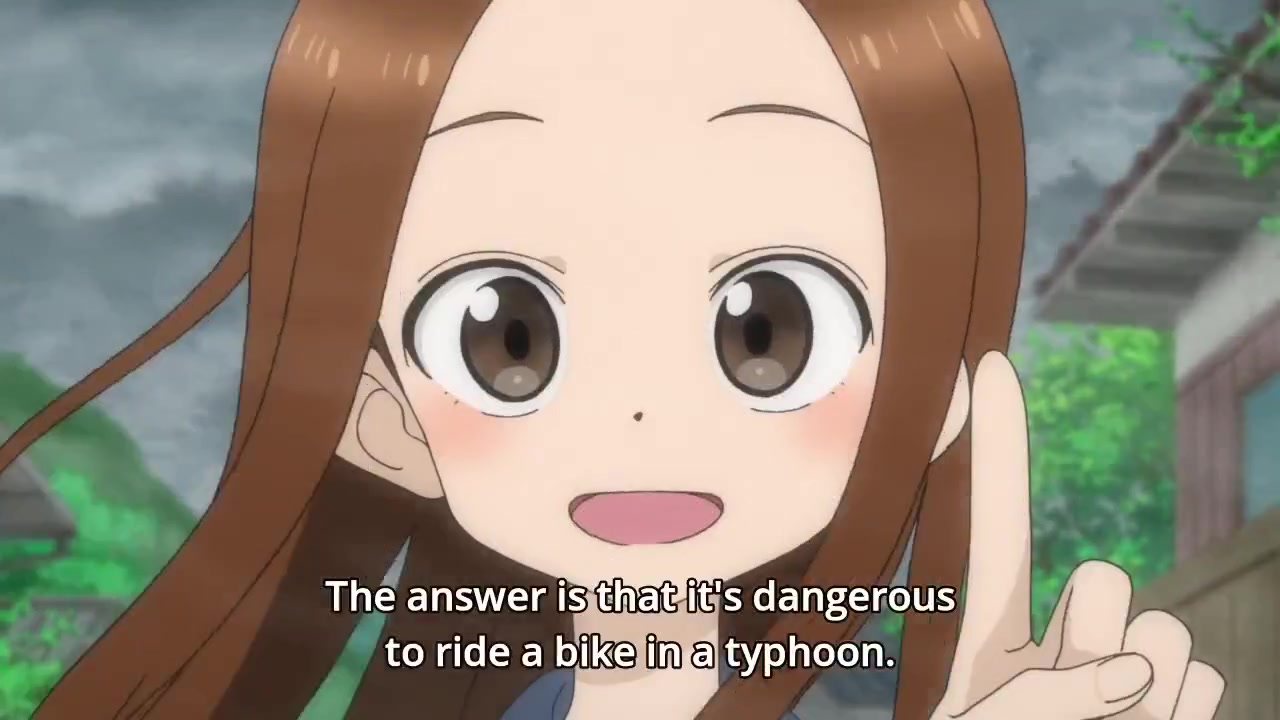 The answer is that it's dangerous
to ride a bike in a typhoon.